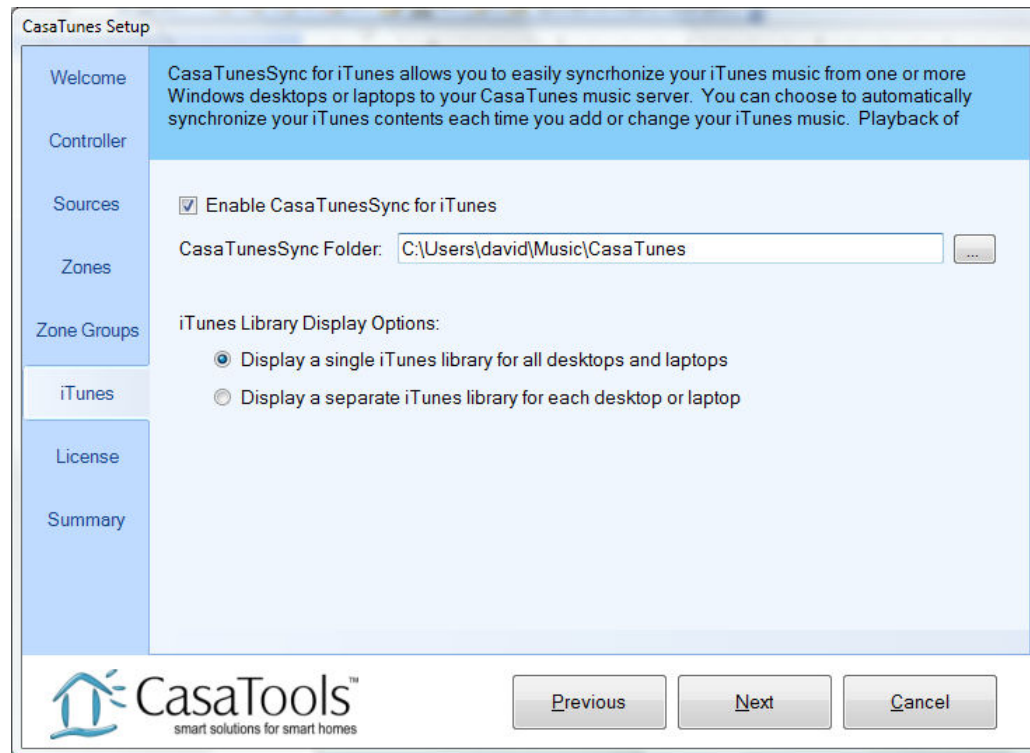 CasaTunes Setup
Welcome
Controller
Sources
Zones
Zone Groups
iTunes
License
Summary
CasaTunesSync for iTunes allows you to easily syncrhonize your iTunes music from one or more
Windows desktops or laptops to your CasaTunes music server. You can choose to automatically
synchronize your iTunes contents each time you add or change your iTunes music. Playback of
Enable CasaTunesSync for iTunes
CasaTunesSync Folder: C:\Users\david\Music\CasaTunes ...
iTunes Library Display Options:
Display a single iTunes library for all desktops and laptops
Display a separate iTunes library for each desktop or laptop
CasaTools™
smart solutions for smart homes
Previous Next Cancel